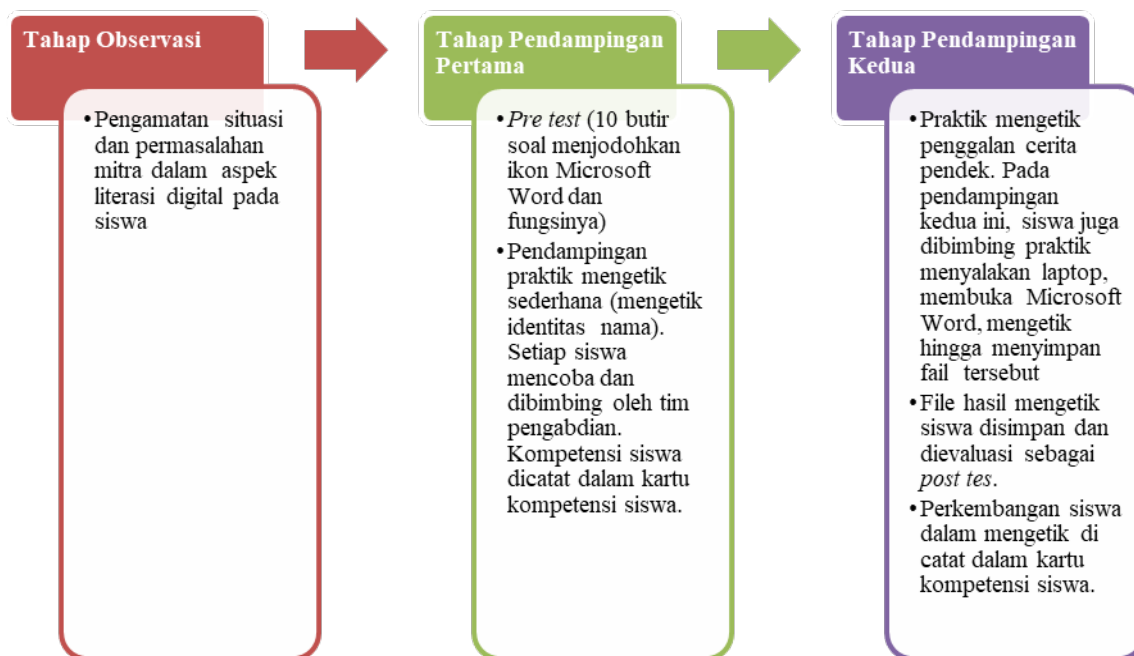 Tahap Observasi
•Pengamatan situasi
dan permasalahan
mitra dalam aspek
literasi digital pada
siswa
Tahap Pendampingan
Pertama
•Pre test (10 butir
soal menjodohkan
ikon Microsoft
Word dan
fungsinya)
•Pendampingan
praktik mengetik
sederhana (mengetik
identitas nama).
Setiap siswa
mencoba dan
dibimbing oleh tim
pengabdian.
Kompetensi siswa
dicatat dalam kartu
kompetensi siswa.
Tahap Pendampingan
Kedua
•Praktik mengetik
penggalan cerita
pendek. Pada
pendampingan
kedua ini, siswa juga
dibimbing praktik
menyalakan laptop,
membuka Microsoft
Word, mengetik
hingga menyimpan
fail tersebut
•File hasil mengetik
siswa disimpan dan
dievaluasi sebagai
post tes.
•Perkembangan siswa
dalam mengetik di
catat dalam kartu
kompetensi siswa.